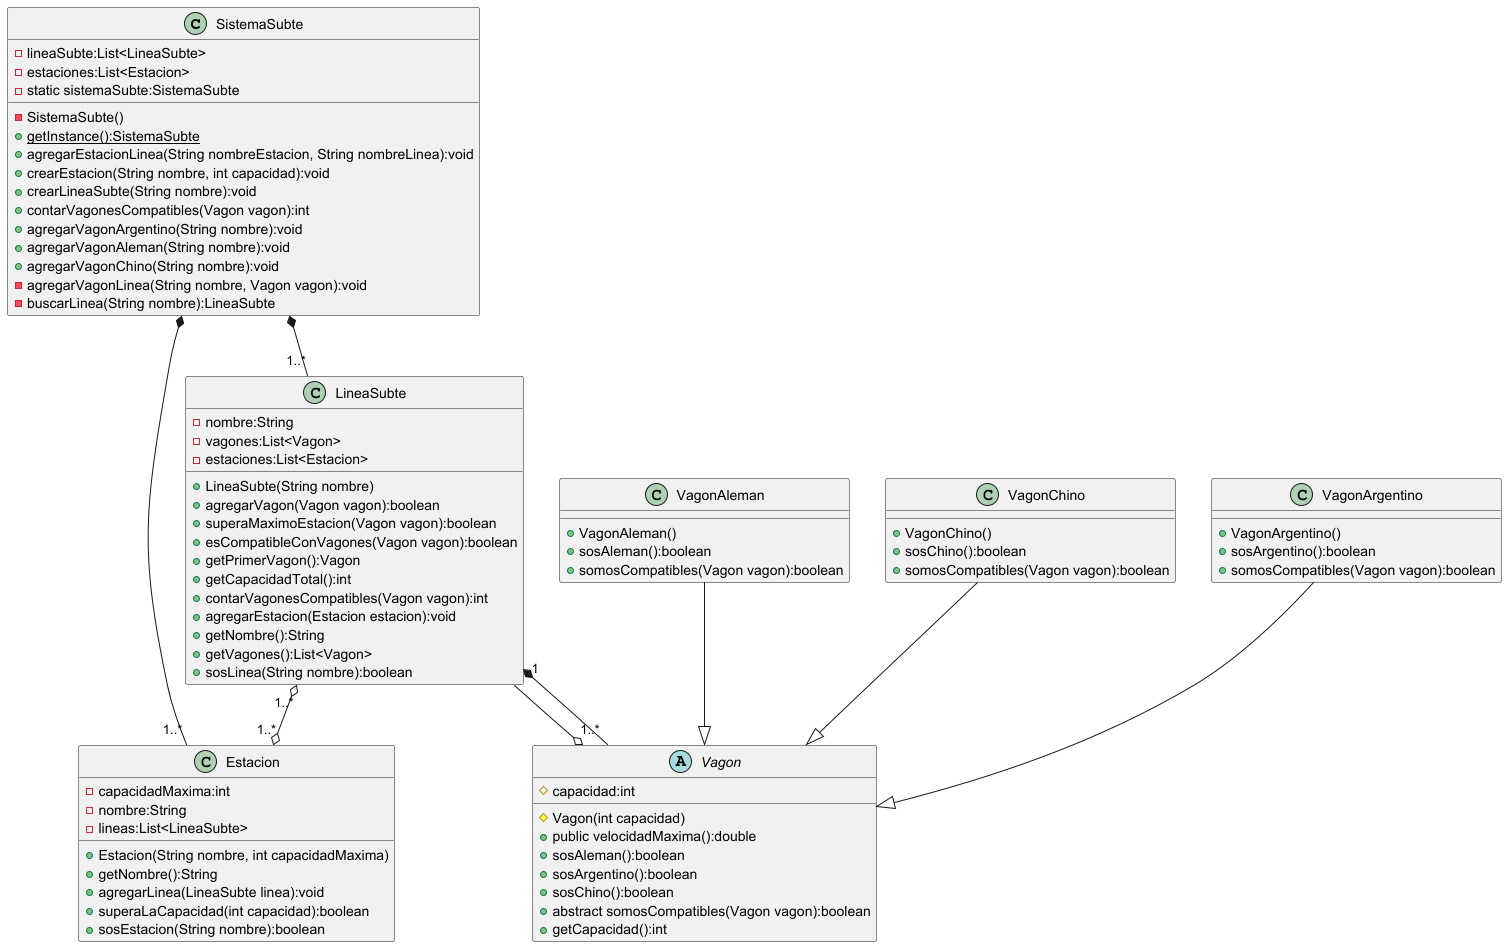 C SistemaSubte
lineaSubte:List<LineaSubte>
estaciones:List<Estacion>
static sistemaSubte:SistemaSubte
SistemaSubte()
getInstance():SistemaSubte
agregarEstacionLinea(String nombreEstacion, String nombreLinea):void
crearEstacion(String nombre, int capacidad):void
crearLineaSubte(String nombre):void
contarVagonesCompatibles(Vagon vagon):int
agregarVagonArgentino(String nombre):void
agregarVagonAleman(String nombre):void
agregarVagonChino(String nombre):void
agregarVagonLinea(String nombre, Vagon vagon):void
buscarLinea(String nombre):LineaSubte
1..*
C LineaSubte
nombre:String
vagones:List<Vagon>
estaciones:List<Estacion>
LineaSubte(String nombre)
agregarVagon(Vagon vagon):boolean
superaMaximoEstacion(Vagon vagon):boolean
esCompatibleConVagones(Vagon vagon):boolean
getPrimerVagon():Vagon
getCapacidadTotal():int
contarVagonesCompatibles(Vagon vagon):int
agregarEstacion(Estacion estacion):void
getNombre():String
getVagones():List<Vagon>
sosLinea(String nombre):boolean
C VagonAleman
VagonAleman()
sosAleman():boolean
somosCompatibles(Vagon vagon):boolean
C VagonChino
VagonChino()
sosChino():boolean
somosCompatibles(Vagon vagon):boolean
C VagonArgentino
VagonArgentino()
sosArgentino():boolean
somosCompatibles(Vagon vagon):boolean
1
1..*
1..*
1..*
1..*
C Estacion
capacidadMaxima:int
nombre:String
lineas:List<LineaSubte>
Estacion(String nombre, int capacidadMaxima)
getNombre():String
agregarLinea(LineaSubte linea):void
superaLaCapacidad(int capacidad):boolean
sosEstacion(String nombre):boolean
A Vagon
capacidad:int
Vagon(int capacidad)
public velocidadMaxima():double
sosAleman():boolean
sosArgentino():boolean
sosChino():boolean
abstract somosCompatibles(Vagon vagon):boolean
getCapacidad():int